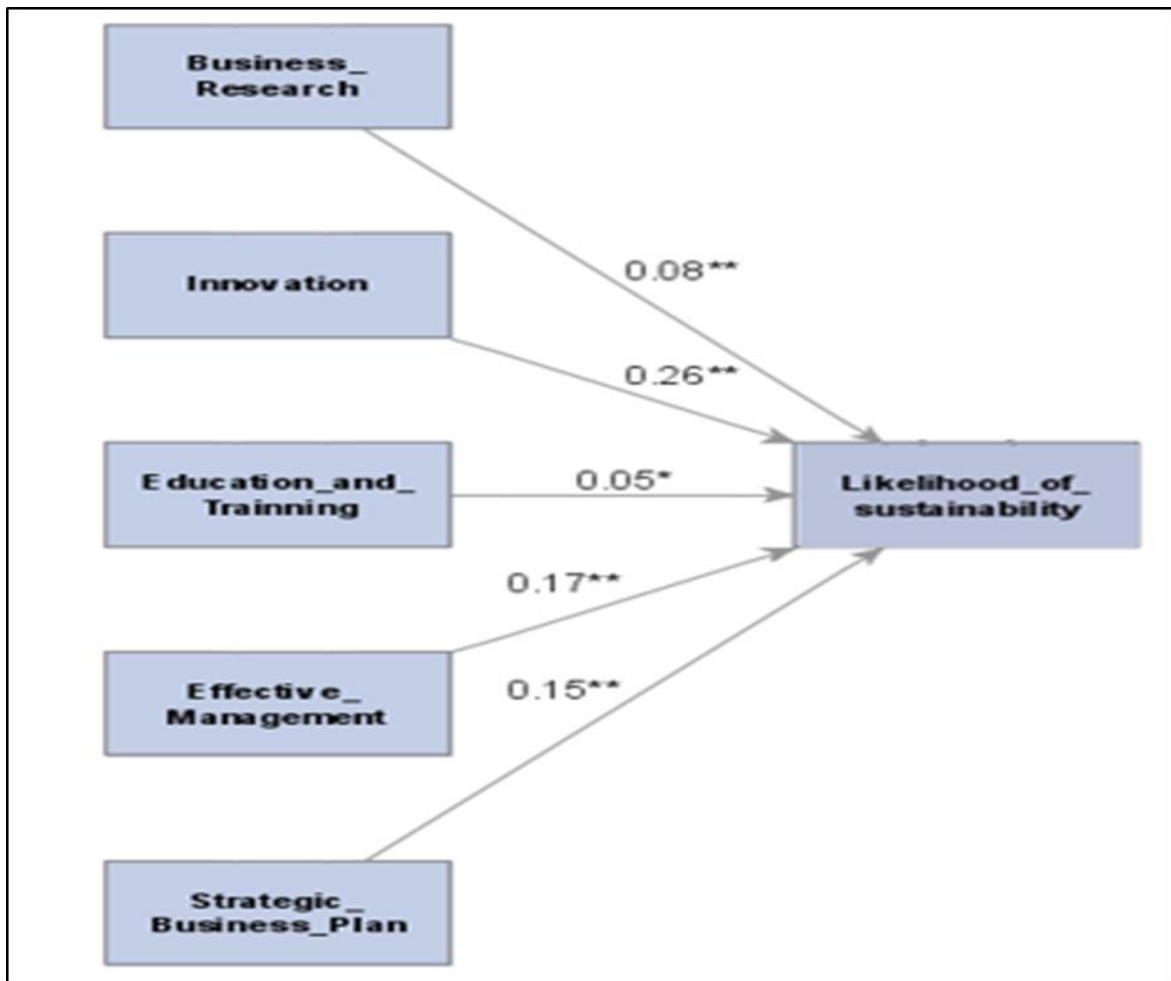 Business_
Research
Innovation
0.08**
0.26**
Education_and_
Trainning
0.05*
Likelihood_of_
sustainability
0.17**
Effective_
Management
0.15**
Strategic_
Business_Plan